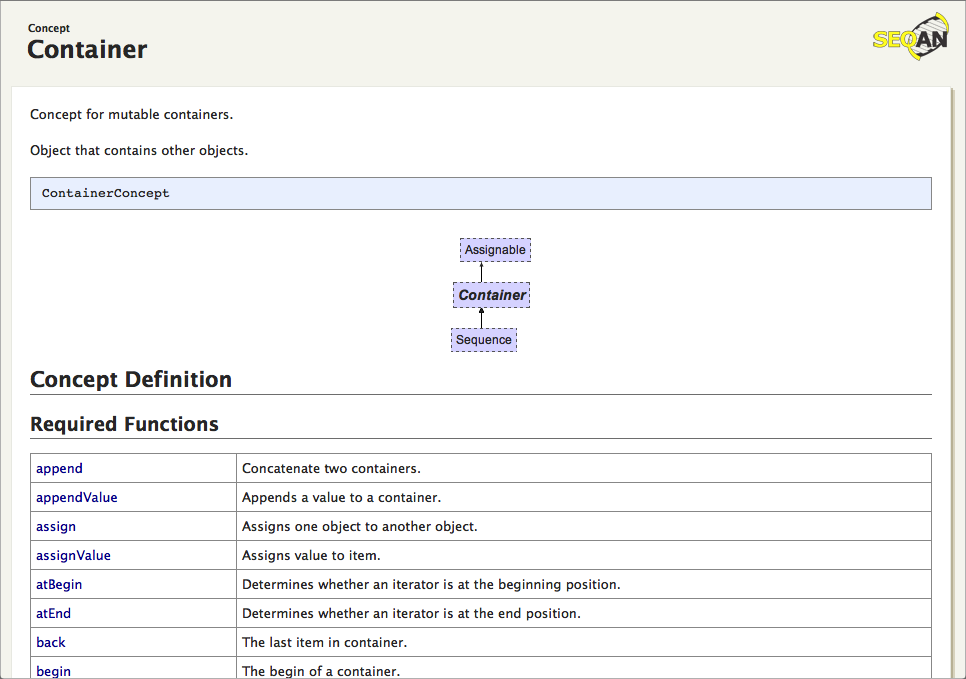 Concept
Container
SEQAN
Concept for mutable containers.
Object that contains other objects.
ContainerConcept
Assignable
Container
Sequence
Concept Definition
Required Functions
append Concatenate two containers.
appendValue Appends a value to a container.
assign Assigns one object to another object.
assignValue Assigns value to item.
atBegin Determines whether an iterator is at the beginning position.
atEnd Determines whether an iterator is at the end position.
back The last item in container.
begin The begin of a container.